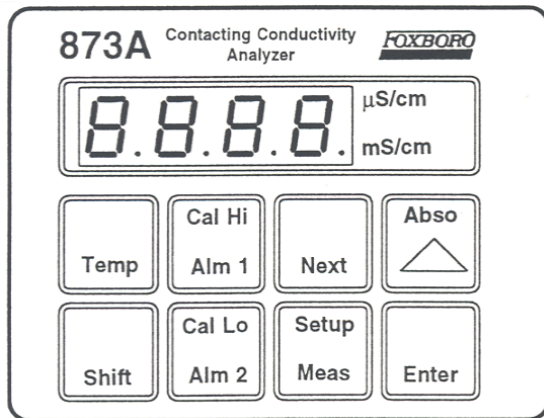 873A Contacting Conductivity Analyzer FOXBORO
8.8.8.8. μS/cm
mS/cm
Cal Hi Abso
Temp Alm 1 Next
Cal Lo Setup
Shift Alm 2 Meas Enter